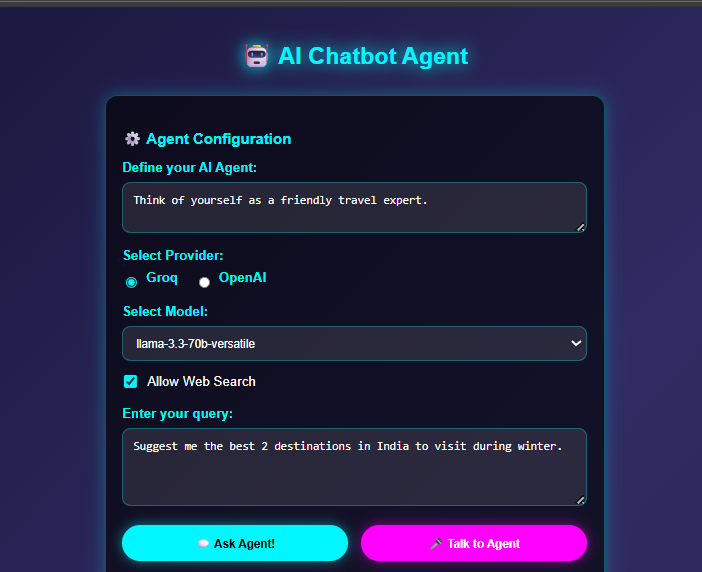 AI Chatbot Agent
Agent Configuration
Define your AI Agent:
Think of yourself as a friendly travel expert.
Select Provider:
Groq OpenAI
Select Model:
llama-3.3-70b-versatile
Allow Web Search
Enter your query:
Suggest me the best 2 destinations in India to visit during winter.
Ask Agent! Talk to Agent